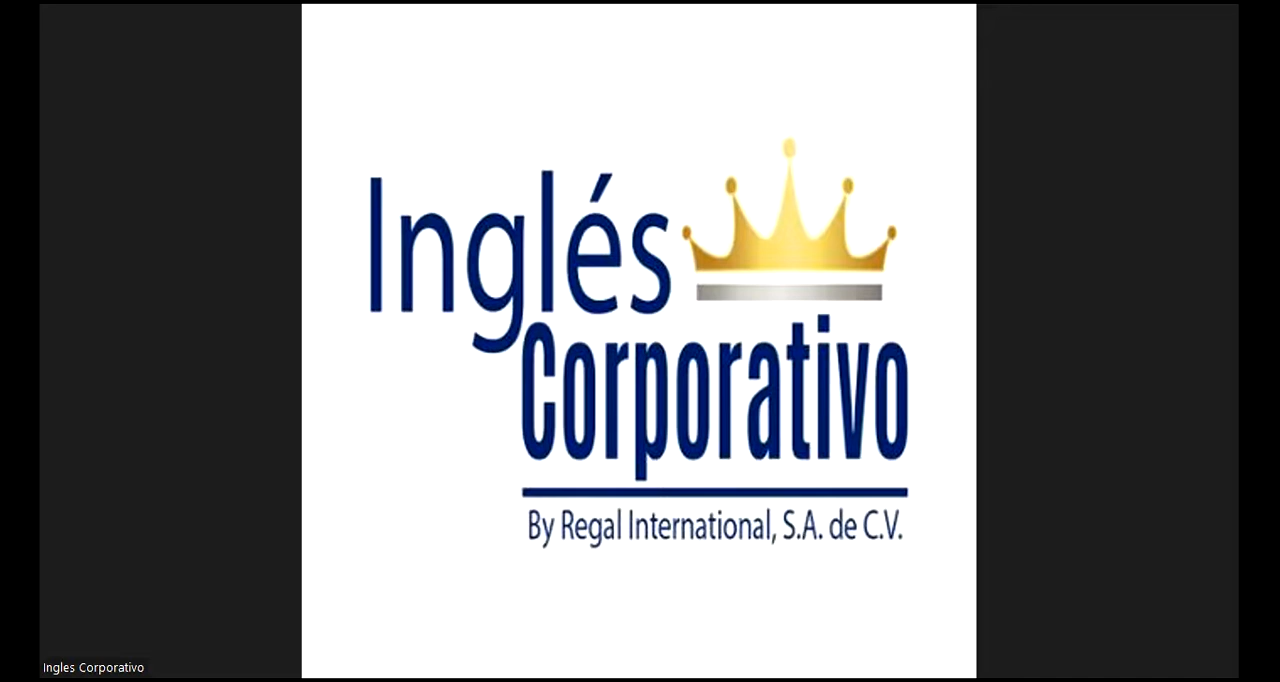 Inglés
Corporativo
By Regal International, S.A. de C.V.
Ingles Corporativo